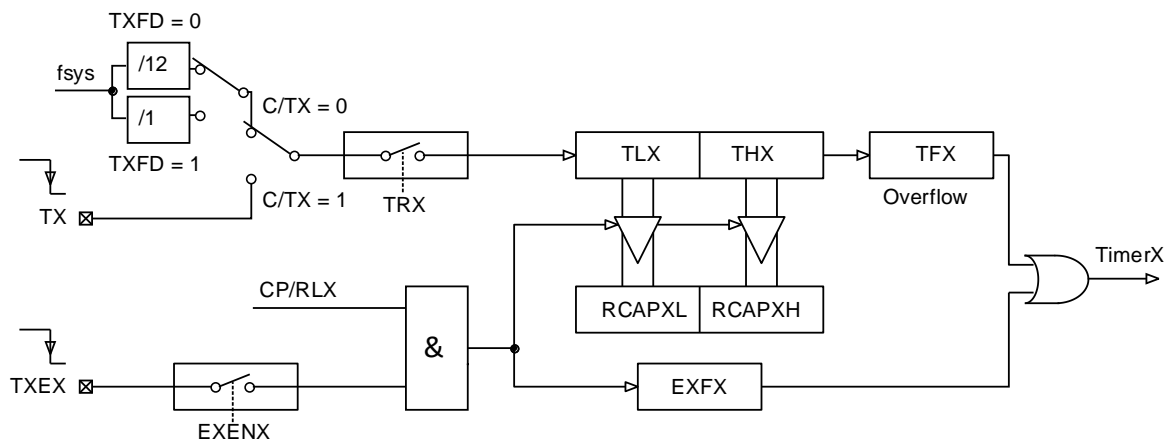 TXFD = 0
/12
fsys
C/TX = 0
/1
TXFD = 1
TLX
THX
TFX
Overflow
C/TX = 1
TRX
TX
TimerX
CP/RLX
RCAPXL
RCAPXH
&
TXEX
EXFX
EXENX